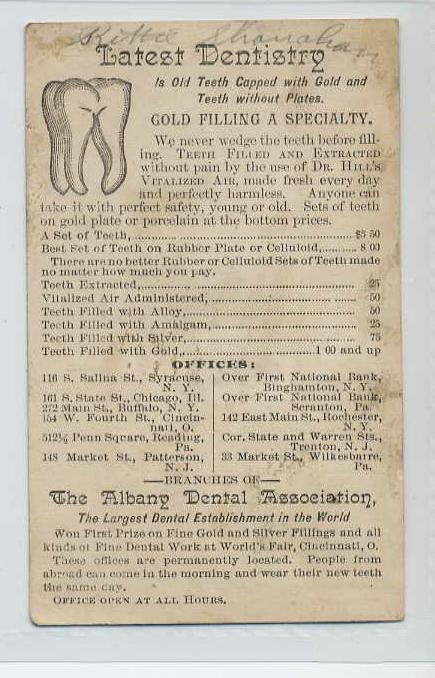 Kittie Shanahan
Latest Dentistry
Is Old Teeth Capped with Gold and
Teeth without Plates.
GOLD FILLING A SPECIALTY.
We never wedge the teeth before fill-
ing. TEETH FILLED AND EXTRACTED
without pain by the use of DR. HILL'S
VITALIZED AIR, made fresh every day
and perfectly harmless. Anyone can
take it with perfect safety, young or old. Sets of teeth
on gold plate or porcelain at the bottom prices.
A Set of Teeth,........................................$5 50
Best Set of Teeth on Rubber Plate or Celluloid,.......... 8 00
There are no better Rubber or Celluloid Sets of Teeth made
no matter how much you pay.
Teeth Extracted,........................................ 25
Vitalized Air Administered,............................. 50
Teeth Filled with Alloy,................................ 50
Teeth Filled with Amalgam,.............................. 25
Teeth Filled with Silver,............................... 75
Teeth Filled with Gold,.........................1 00 and up
OFFICES:
116 S. Salina St., Syracuse,
N. Y.
161 S. State St., Chicago, Ill.
272 Main St., Buffalo, N. Y.
154 W. Fourth St., Cincin-
nati, O.
512½ Penn Square, Reading,
Pa.
148 Market St., Patterson,
N. J.
Over First National Bank,
Binghamton, N. Y.
Over First National Bank,
Scranton, Pa.
142 East Main St., Rochester,
N. Y.
Cor. State and Warren Sts.,
Trenton, N. J.
33 Market St., Wilkesbarre,
Pa.
—BRANCHES OF—
The Albany Dental Association,
The Largest Dental Establishment in the World
Won First Prize on Fine Gold and Silver Fillings and all
kinds of Fine Dental Work at World's Fair, Cincinnati, O.
These offices are permanently located. People from
abroad can come in the morning and wear their new teeth
the same day.
OFFICE OPEN AT ALL HOURS.